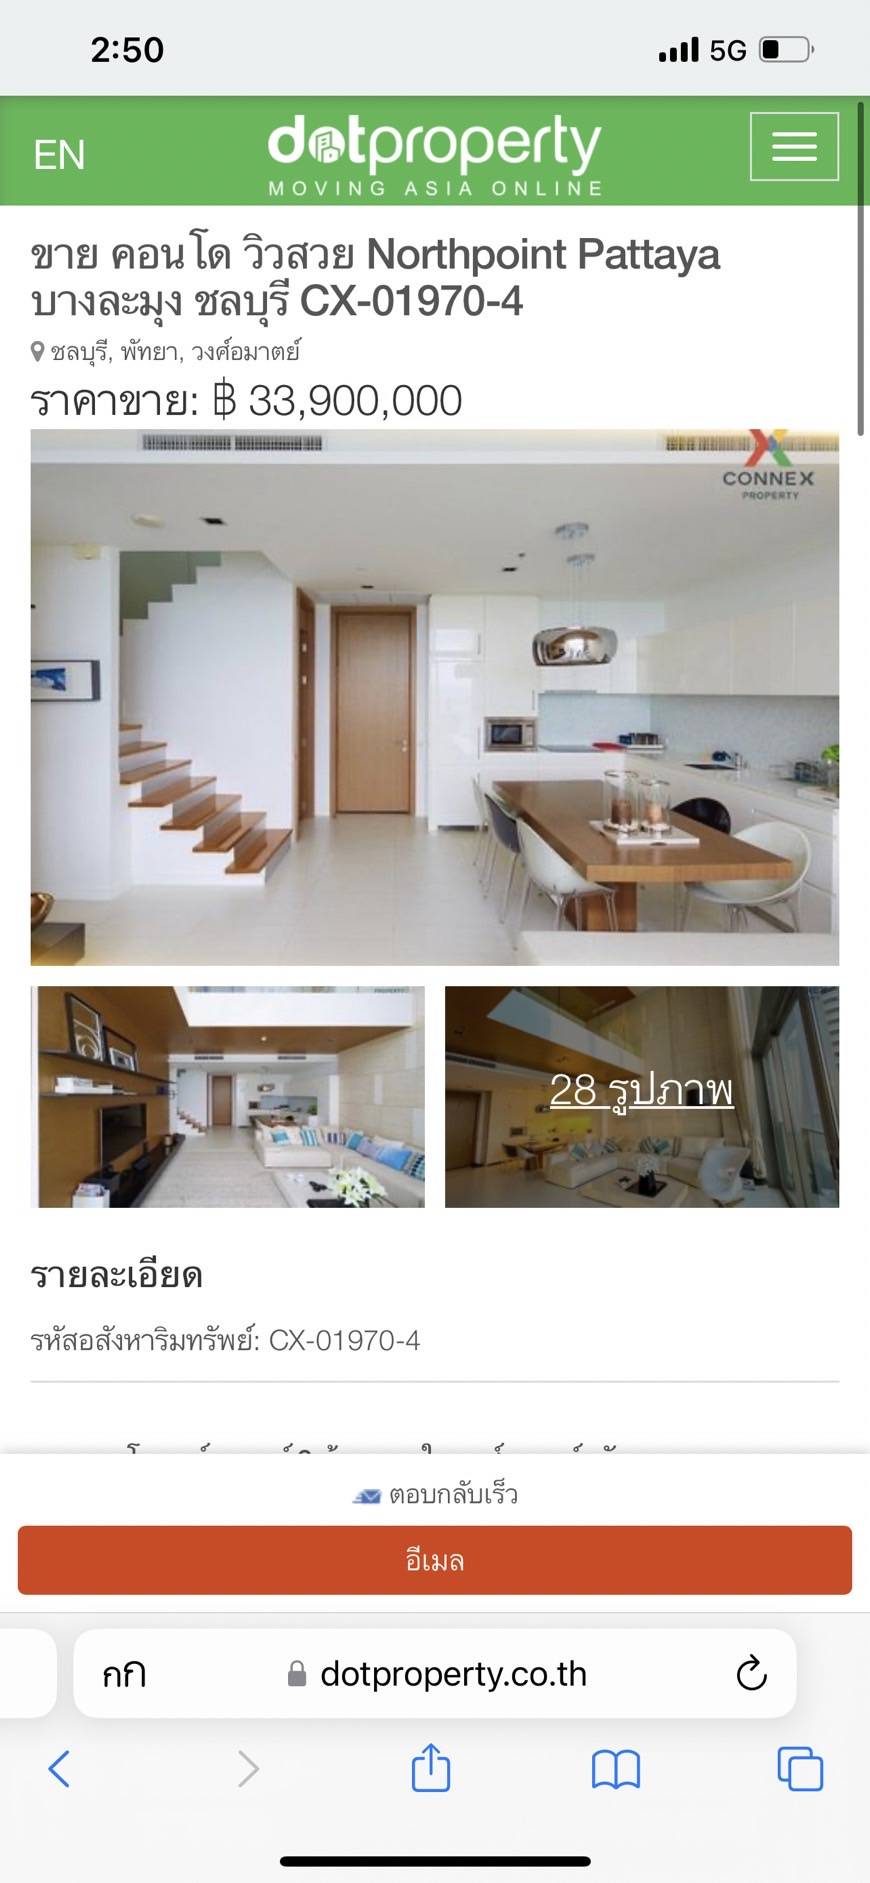 2:50
5G
EN
dotproperty
MOVING ASIA ONLINE
ขาย คอนโด วิวสวย Northpoint Pattaya
บางละมุง ชลบุรี CX-01970-4
ชลบุรี, พัทยา, วงศ์อมาตย์
ราคาขาย: ฿ 33,900,000
CONNEX
PROPERTY
28 รูปภาพ
รายละเอียด
รหัสอสังหาริมทรัพย์: CX-01970-4
ตอบกลับเร็ว
อีเมล
กก dotproperty.co.th